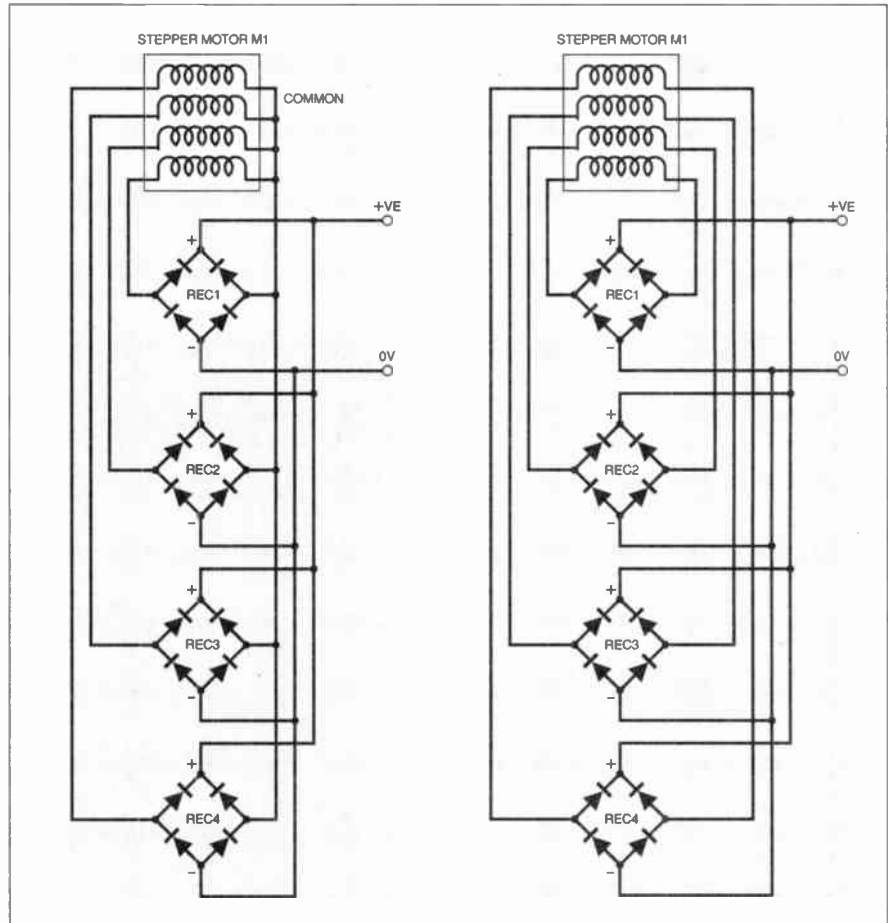 STEPPER MOTOR M1
COMMON
+VE
+
REC1
-
0V
+
REC2
-
+
REC3
-
+
REC4
-
STEPPER MOTOR M1
+VE
+
REC1
-
0V
+
REC2
-
+
REC3
-
+
REC4
-